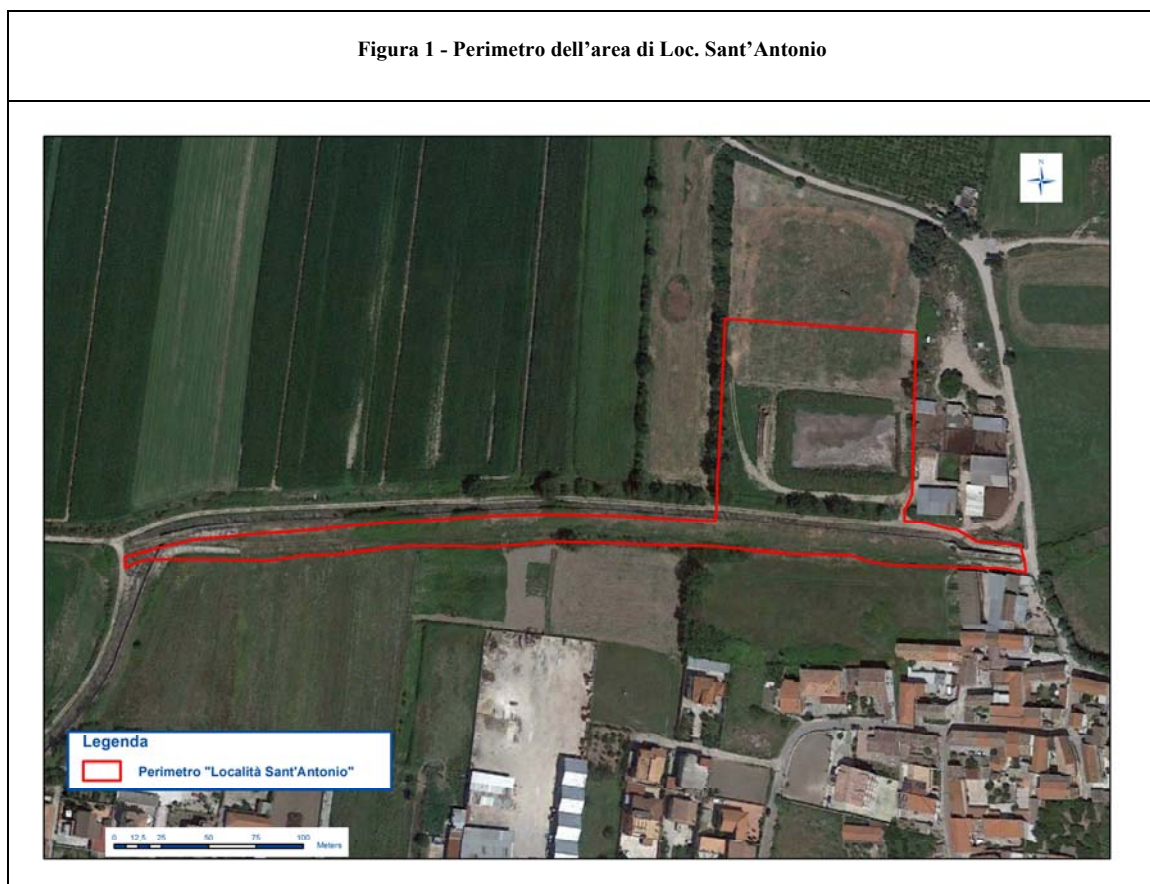 Figura 1 - Perimetro dell'area di Loc. Sant'Antonio
N
Legenda
Perimetro "Località Sant'Antonio"
0 12,5 25 50 75 100
Meters